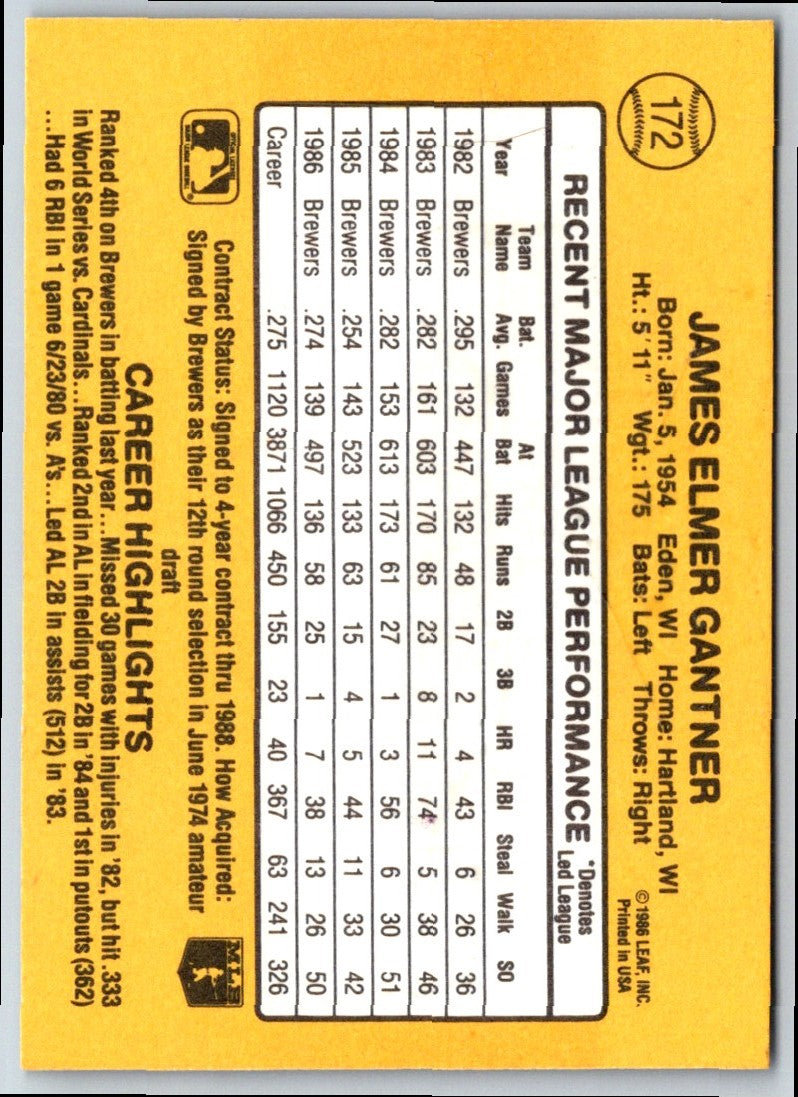 172
JAMES ELMER GANTNER
Born: Jan. 5, 1954 Eden, WI Home: Hartland, WI
Ht.: 5'11" Wgt.: 175 Bats: Left Throws: Right
© 1986 LEAF, INC.
Printed in USA
RECENT MAJOR LEAGUE PERFORMANCE *Denotes
Led League
Team Bat. At
Year Name Avg. Games Bat Hits Runs 2B 3B HR RBI Steal Walk SO
1982 Brewers .295 132 447 132 48 17 2 4 43 6 26 36
1983 Brewers .282 161 603 170 85 23 8 11 74* 5 38 46
1984 Brewers .282 153 613 173 61 27 1 3 56 6 30 51
1985 Brewers .254 143 523 133 63 15 4 5 44 11 33 42
1986 Brewers .274 139 497 136 58 25 1 7 38 13 26 50
Career .275 1120 3871 1066 450 155 23 40 367 63 241 326
Contract Status: Signed to 4-year contract thru 1988. How Acquired:
Signed by Brewers as their 12th round selection in June 1974 amateur
draft
MLB
CAREER HIGHLIGHTS
Ranked 4th on Brewers in batting last year...Missed 30 games with injuries in '82, but hit .333
in World Series vs. Cardinals...Ranked 2nd in AL in fielding for 2B in '84 and 1st in putouts (362)
...Had 6 RBI in 1 game 6/23/80 vs. A's...Led AL 2B in assists (512) in '83.